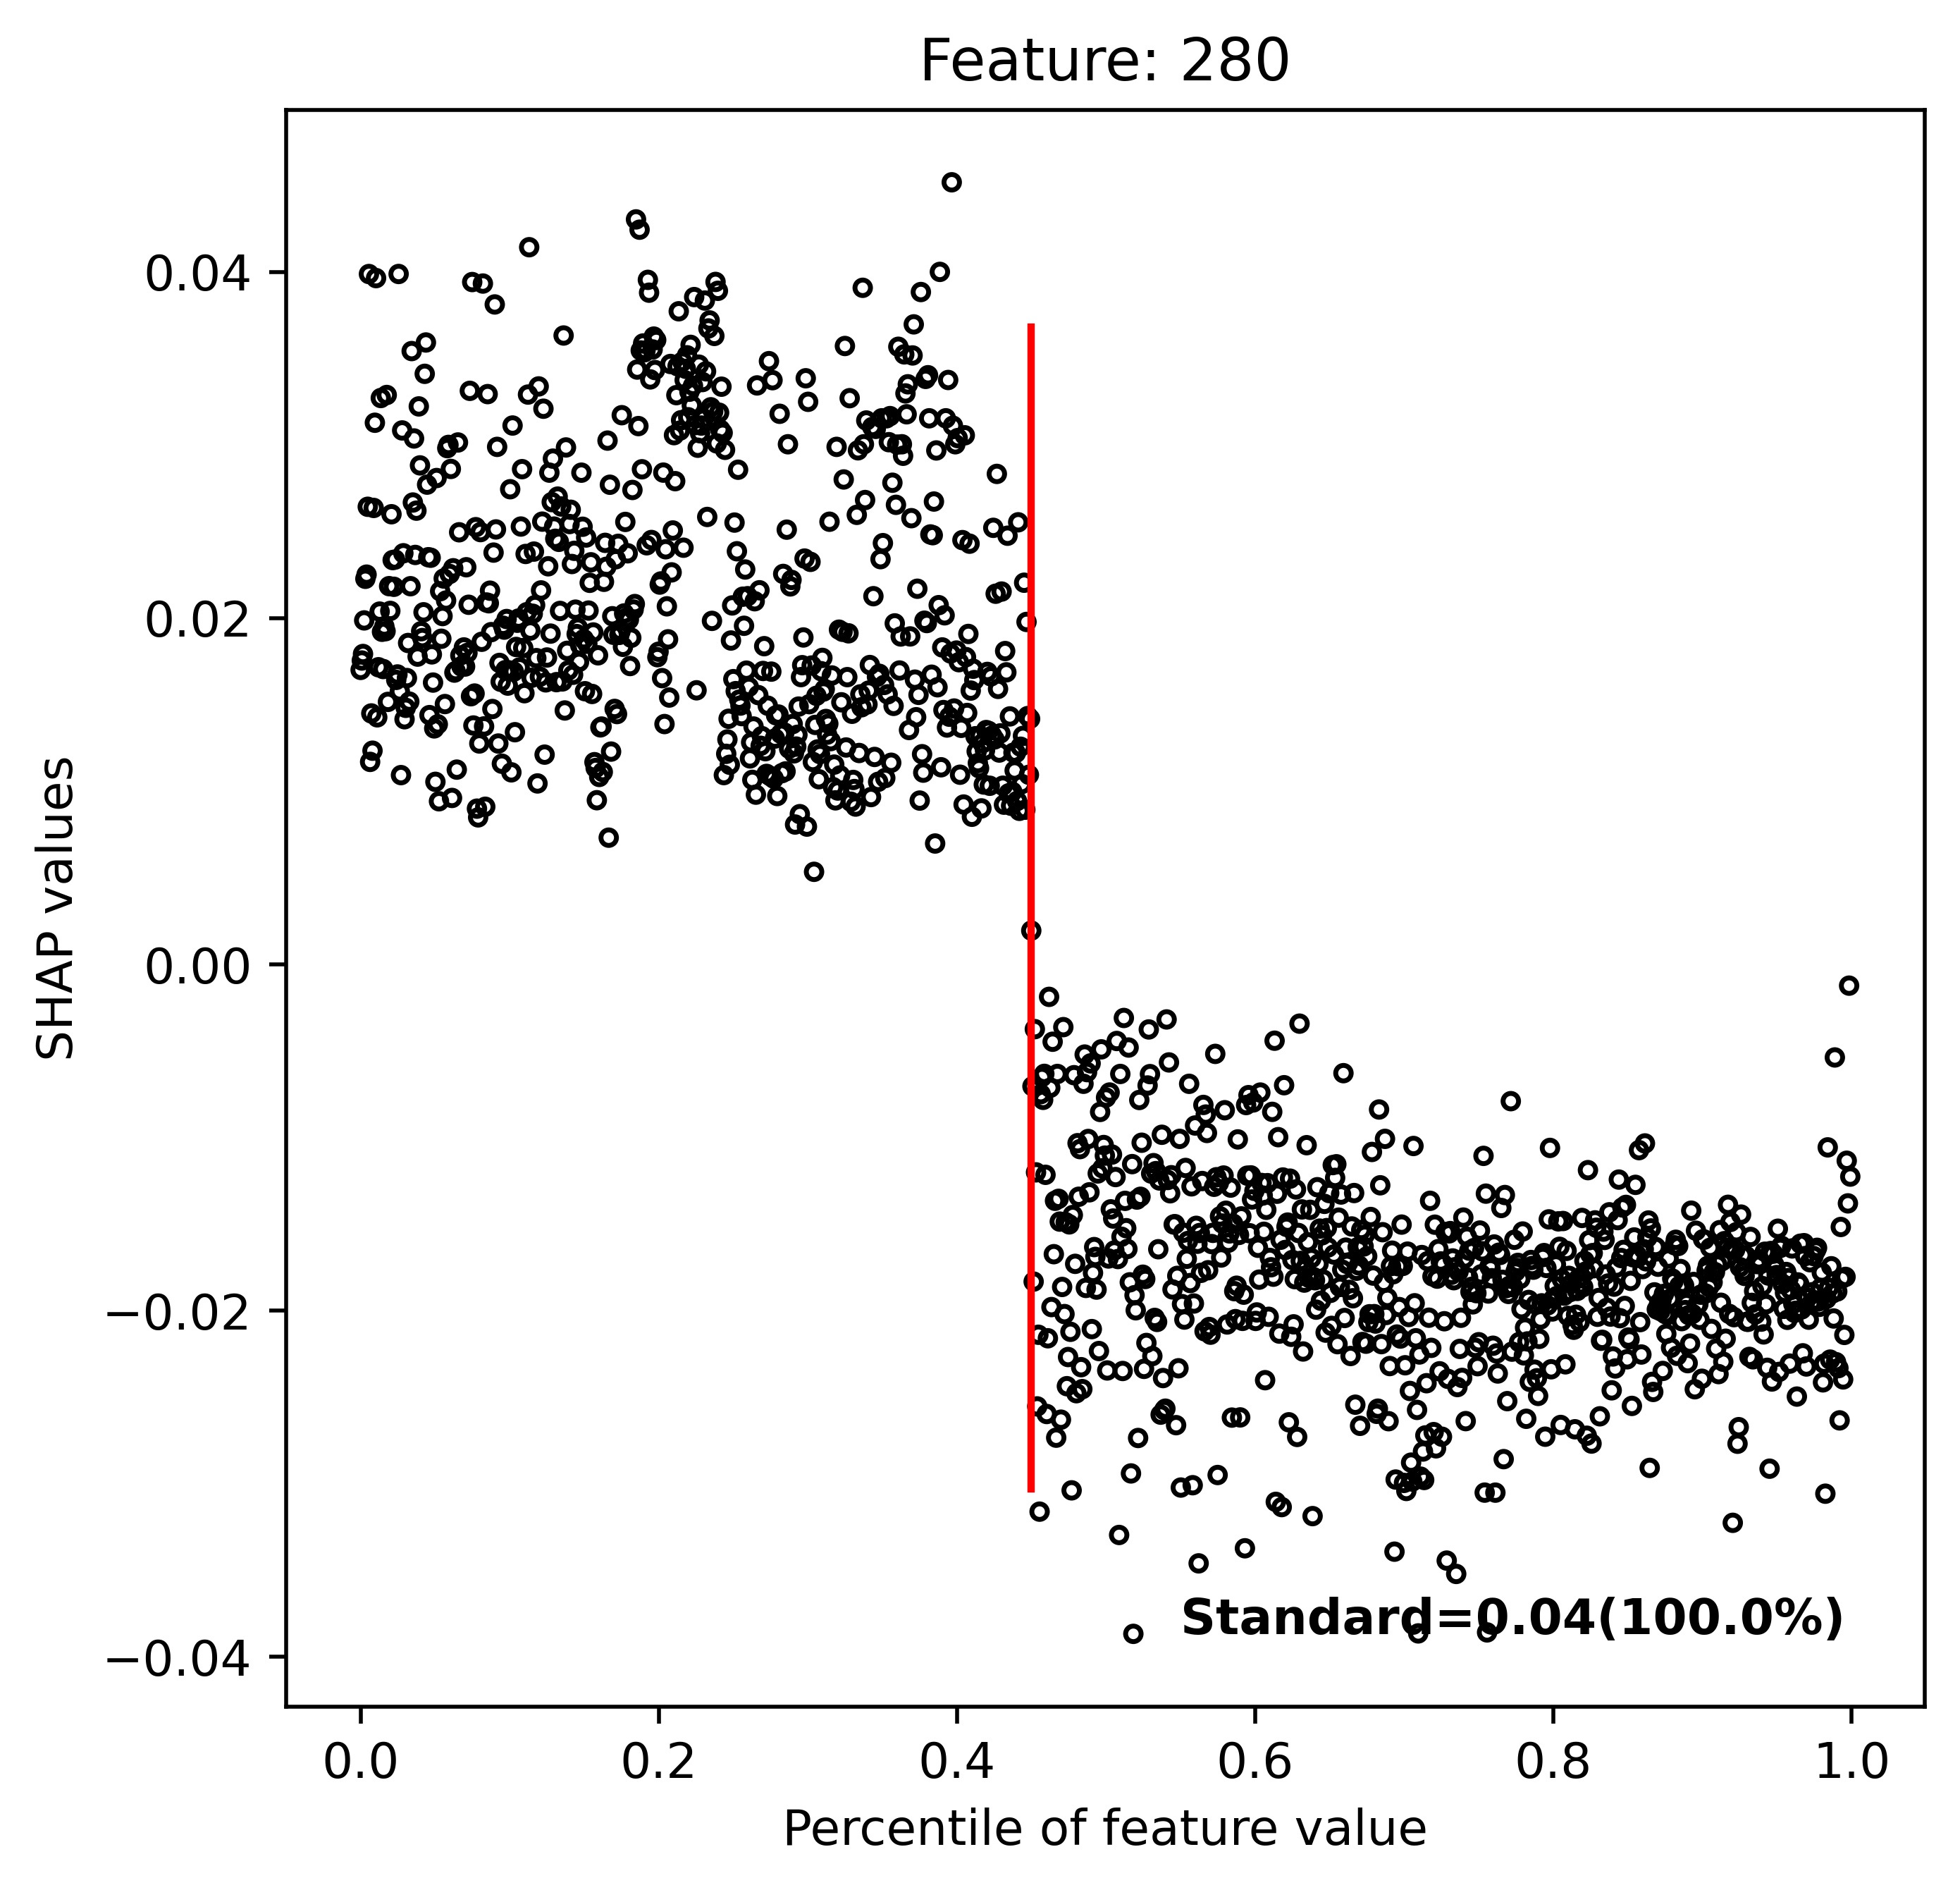 Feature: 280
SHAP values
0.04
0.02
0.00
−0.02
−0.04
Standard=0.04(100.0%)
0.0 0.2 0.4 0.6 0.8 1.0
Percentile of feature value